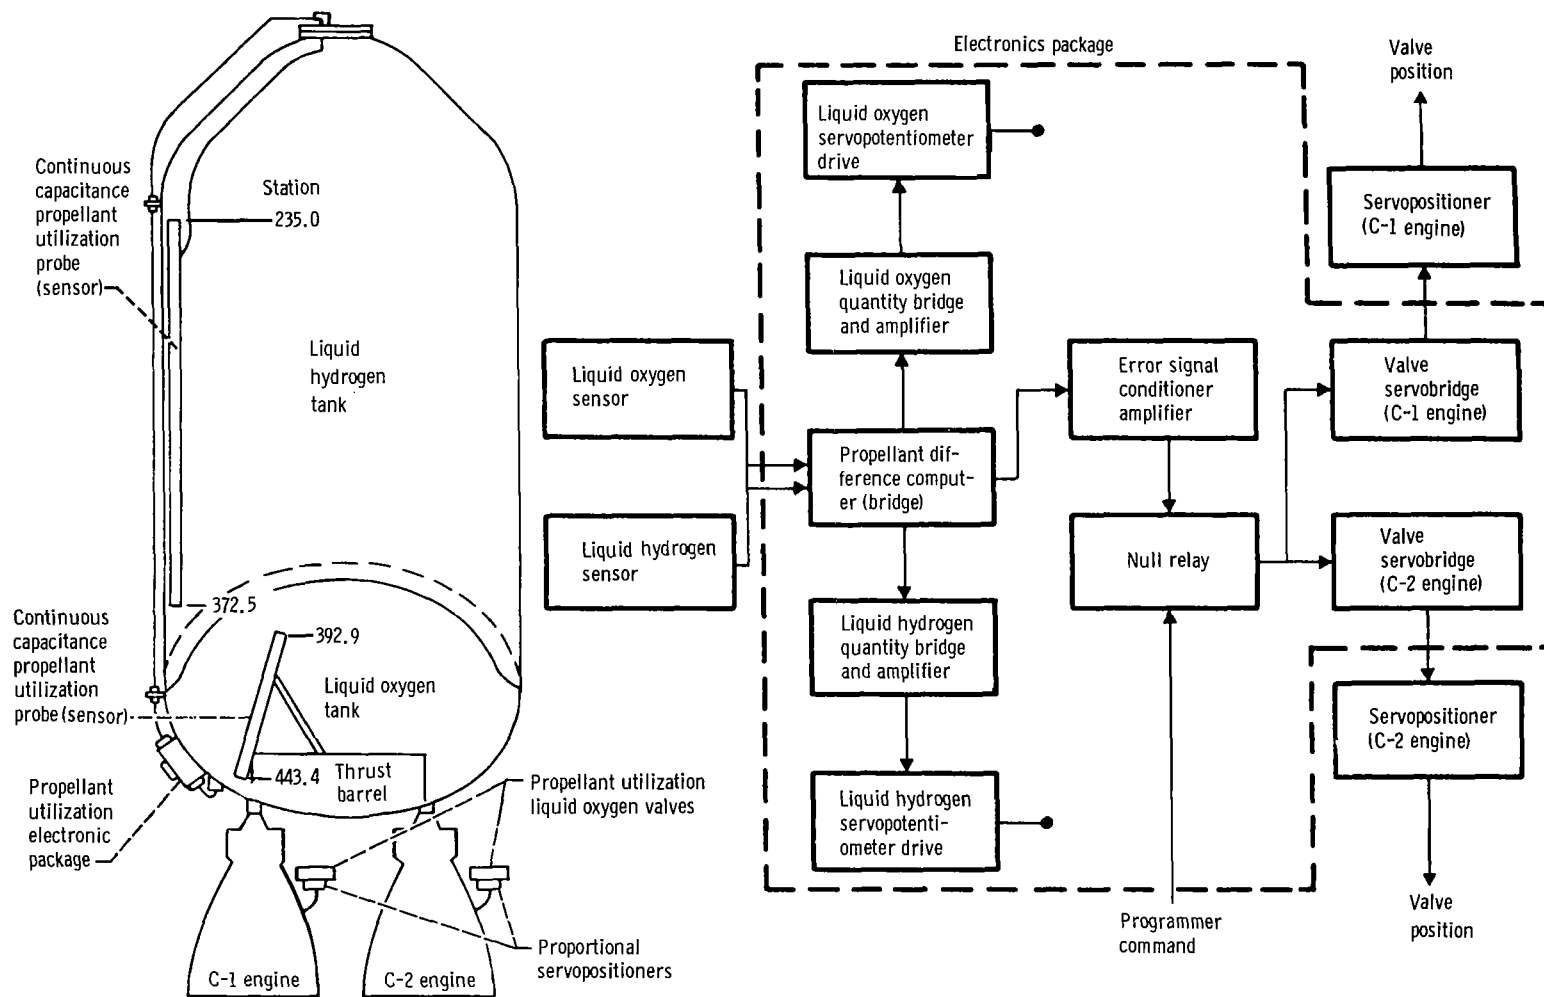 Continuous
capacitance
propellant
utilization
probe
(sensor)
Station
235.0
Liquid
hydrogen
tank
372.5
Continuous
capacitance
propellant
utilization
probe (sensor)
392.9
Liquid oxygen
tank
443.4
Thrust
barrel
Propellant
utilization
electronic
package
Propellant utilization
liquid oxygen valves
Proportional
servopositioners
C-1 engine
C-2 engine
Electronics package
Liquid oxygen
sensor
Liquid hydrogen
sensor
Liquid oxygen
servopotentiometer
drive
Liquid oxygen
quantity bridge
and amplifier
Propellant dif-
ference comput-
er (bridge)
Liquid hydrogen
quantity bridge
and amplifier
Liquid hydrogen
servopotenti-
ometer drive
Error signal
conditioner
amplifier
Null relay
Programmer
command
Valve
position
Servopositioner
(C-1 engine)
Valve
servobridge
(C-1 engine)
Valve
servobridge
(C-2 engine)
Servopositioner
(C-2 engine)
Valve
position